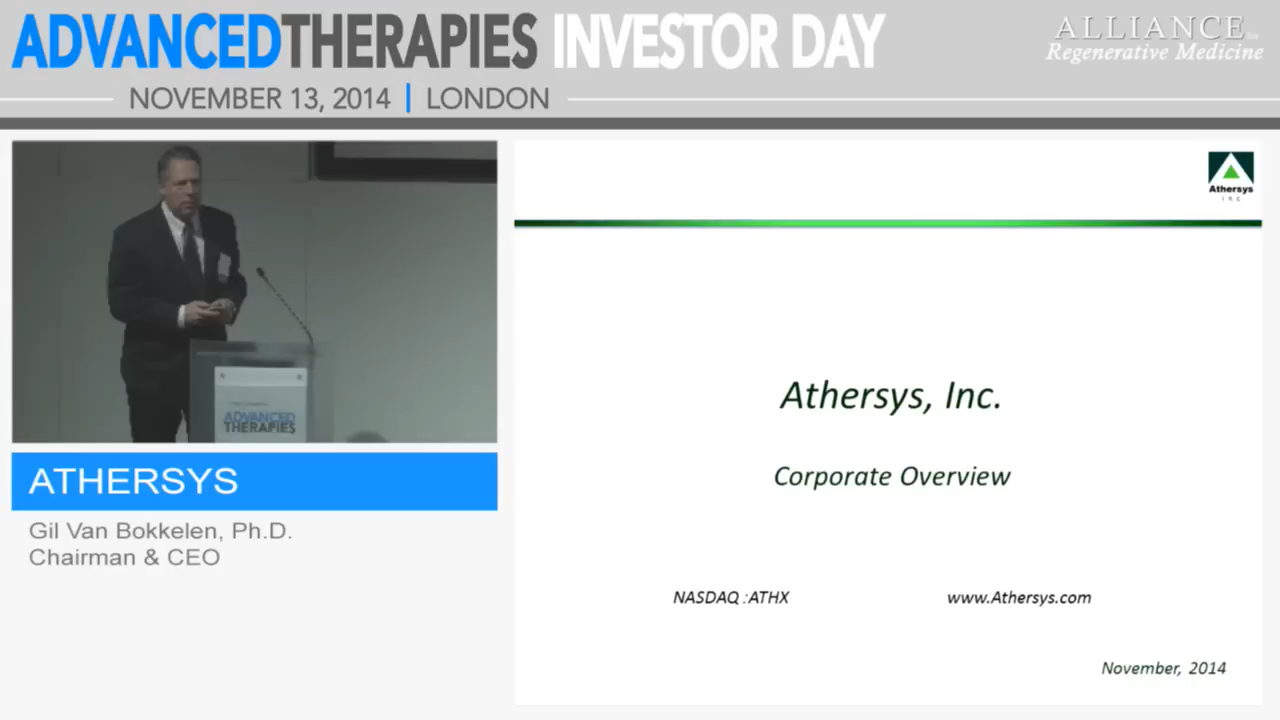 ADVANCEDTHERAPIES INVESTOR DAY
NOVEMBER 13, 2014 | LONDON
ALLIANCE
Regenerative Medicine
ADVANCED
THERAPIES
ATHERSYS
Gil Van Bokkelen, Ph.D.
Chairman & CEO
Athersys
INC
Athersys, Inc.
Corporate Overview
NASDAQ :ATHX
www.Athersys.com
November, 2014